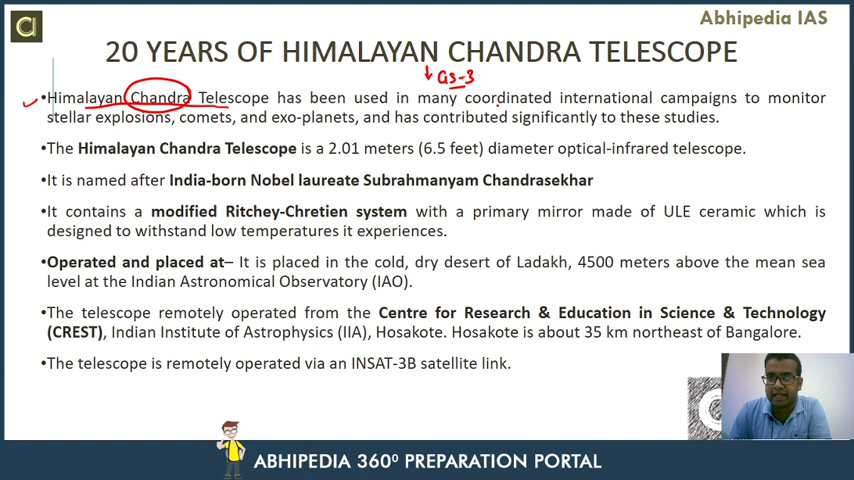 Abhipedia IAS
a
20 YEARS OF HIMALAYAN CHANDRA TELESCOPE
GS-3
•Himalayan Chandra Telescope has been used in many coordinated international campaigns to monitor
stellar explosions, comets, and exo-planets, and has contributed significantly to these studies.
•The Himalayan Chandra Telescope is a 2.01 meters (6.5 feet) diameter optical-infrared telescope.
•It is named after India-born Nobel laureate Subrahmanyam Chandrasekhar
•It contains a modified Ritchey-Chretien system with a primary mirror made of ULE ceramic which is
designed to withstand low temperatures it experiences.
•Operated and placed at– It is placed in the cold, dry desert of Ladakh, 4500 meters above the mean sea
level at the Indian Astronomical Observatory (IAO).
•The telescope remotely operated from the Centre for Research & Education in Science & Technology
(CREST), Indian Institute of Astrophysics (IIA), Hosakote. Hosakote is about 35 km northeast of Bangalore.
•The telescope is remotely operated via an INSAT-3B satellite link.
ABHIPEDIA 360⁰ PREPARATION PORTAL